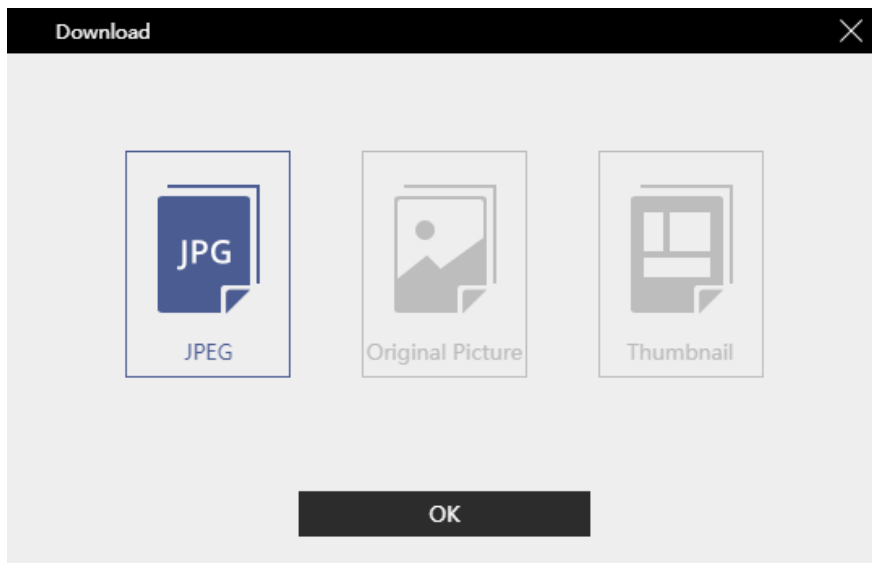 Download
JPG
JPEG
Original Picture
Thumbnail
OK